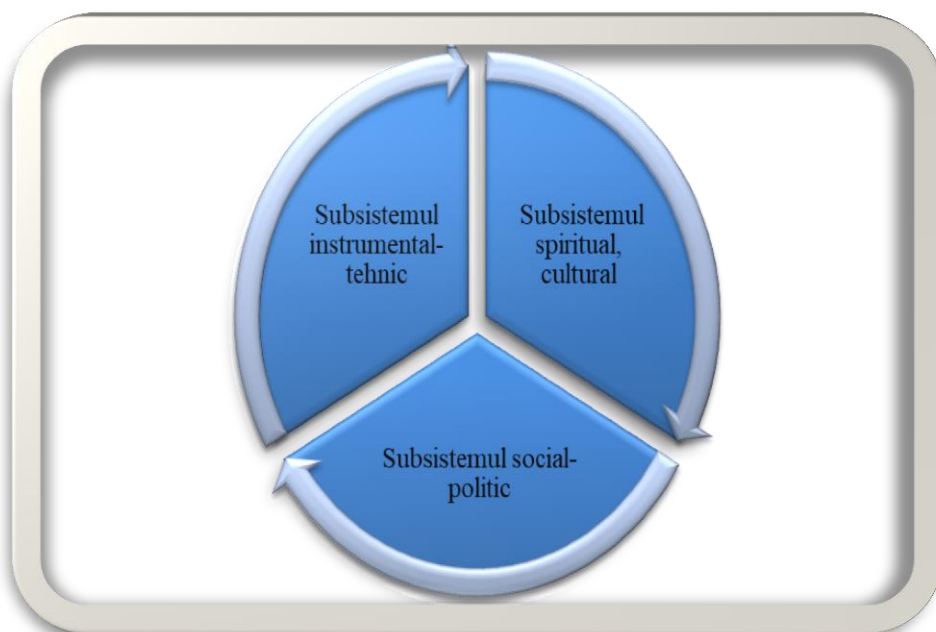 Subsistemul
instrumental-
tehnic
Subsistemul
spiritual,
cultural
Subsistemul social-
politic